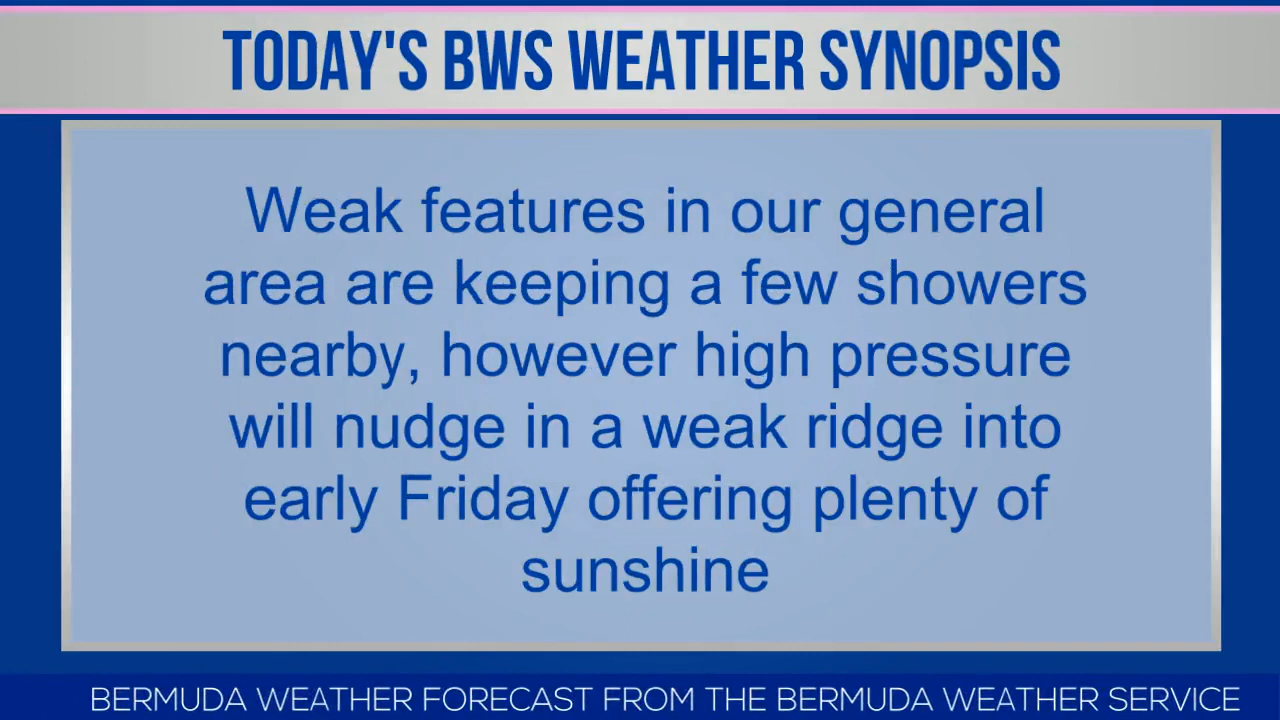 TODAY'S BWS WEATHER SYNOPSIS
Weak features in our general
area are keeping a few showers
nearby, however high pressure
will nudge in a weak ridge into
early Friday offering plenty of
sunshine
BERMUDA WEATHER FORECAST FROM THE BERMUDA WEATHER SERVICE